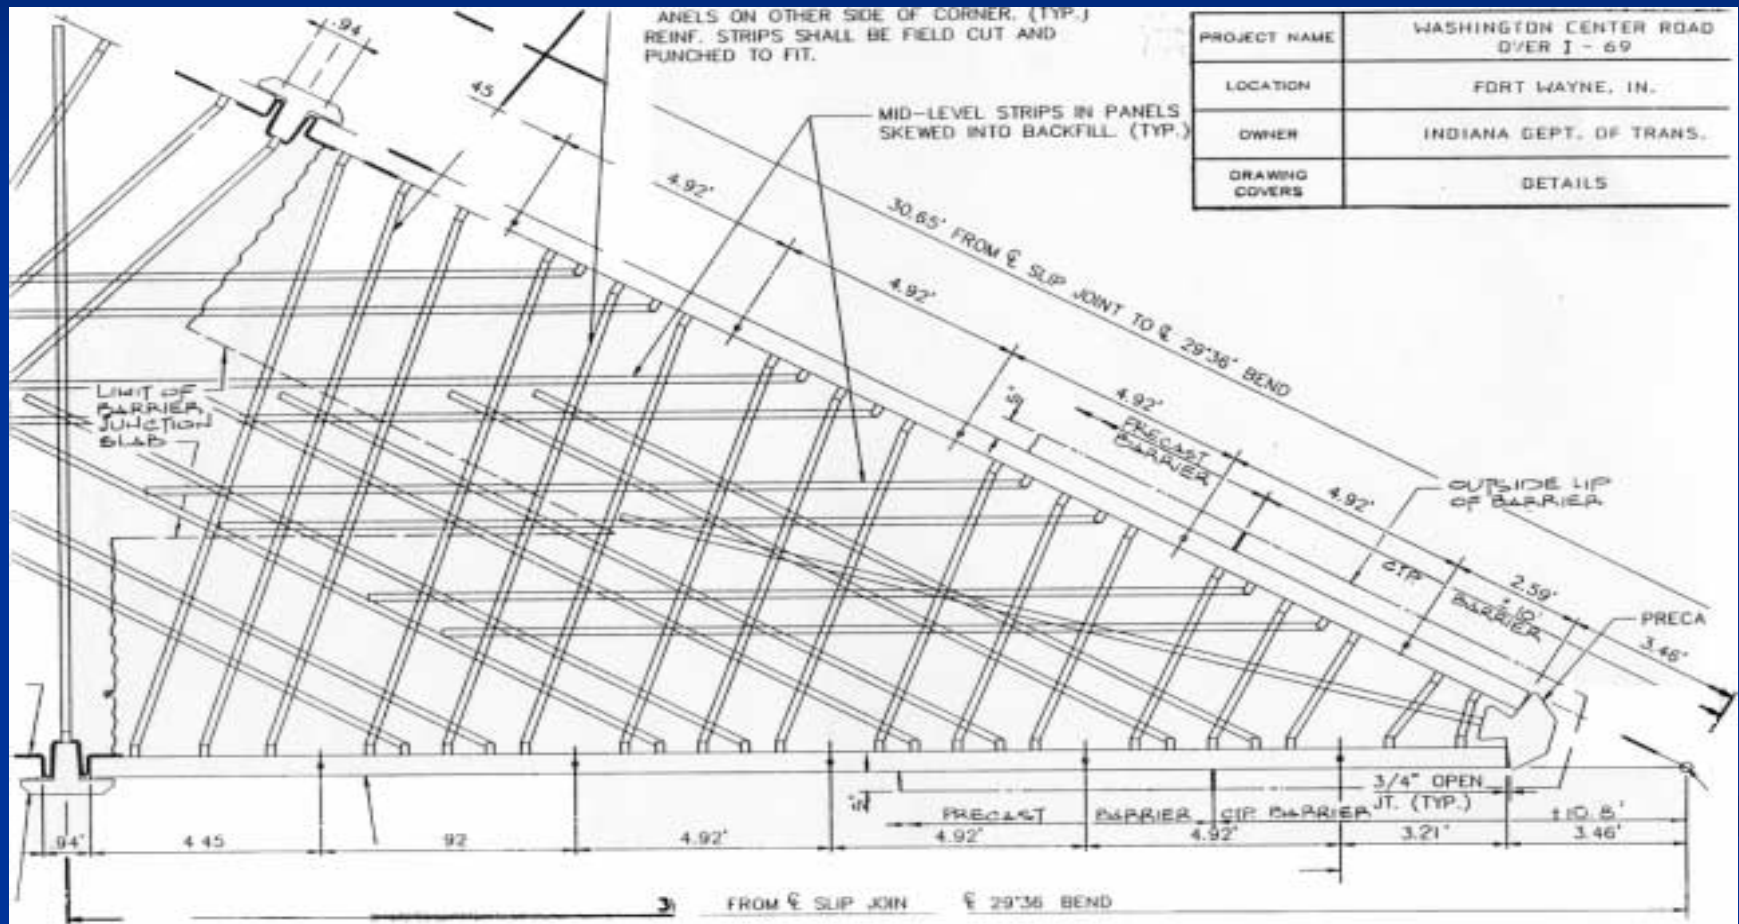 ANELS ON OTHER SIDE OF CORNER. (TYP.)
REINF. STRIPS SHALL BE FIELD CUT AND
PUNCHED TO FIT.
PROJECT NAME
WASHINGTON CENTER ROAD
OVER I - 69
LOCATION
FORT WAYNE, IN.
OWNER
INDIANA DEPT. OF TRANS.
DRAWING
COVERS
DETAILS
.94
45
MID-LEVEL STRIPS IN PANELS
SKEWED INTO BACKFILL. (TYP.)
4.92'
30.65' FROM ℄ SLIP JOINT TO ℄ 29°36' BEND
4.92'
4.92'
PRECAST
BARRIER
4.92'
OUTSIDE LIP
OF BARRIER
LIMIT OF
BARRIER
JUNCTION
SLAB
CIP
BARRIER
2.59'
PRECA
3.46'
3/4" OPEN
JT. (TYP.)
PRECAST BARRIER CIP BARRIER
±10.8'
.94'
4 45
92
4.92'
4.92'
4.92'
3.21'
3.46'
FROM ℄ SLIP JOIN ℄ 29°36 BEND